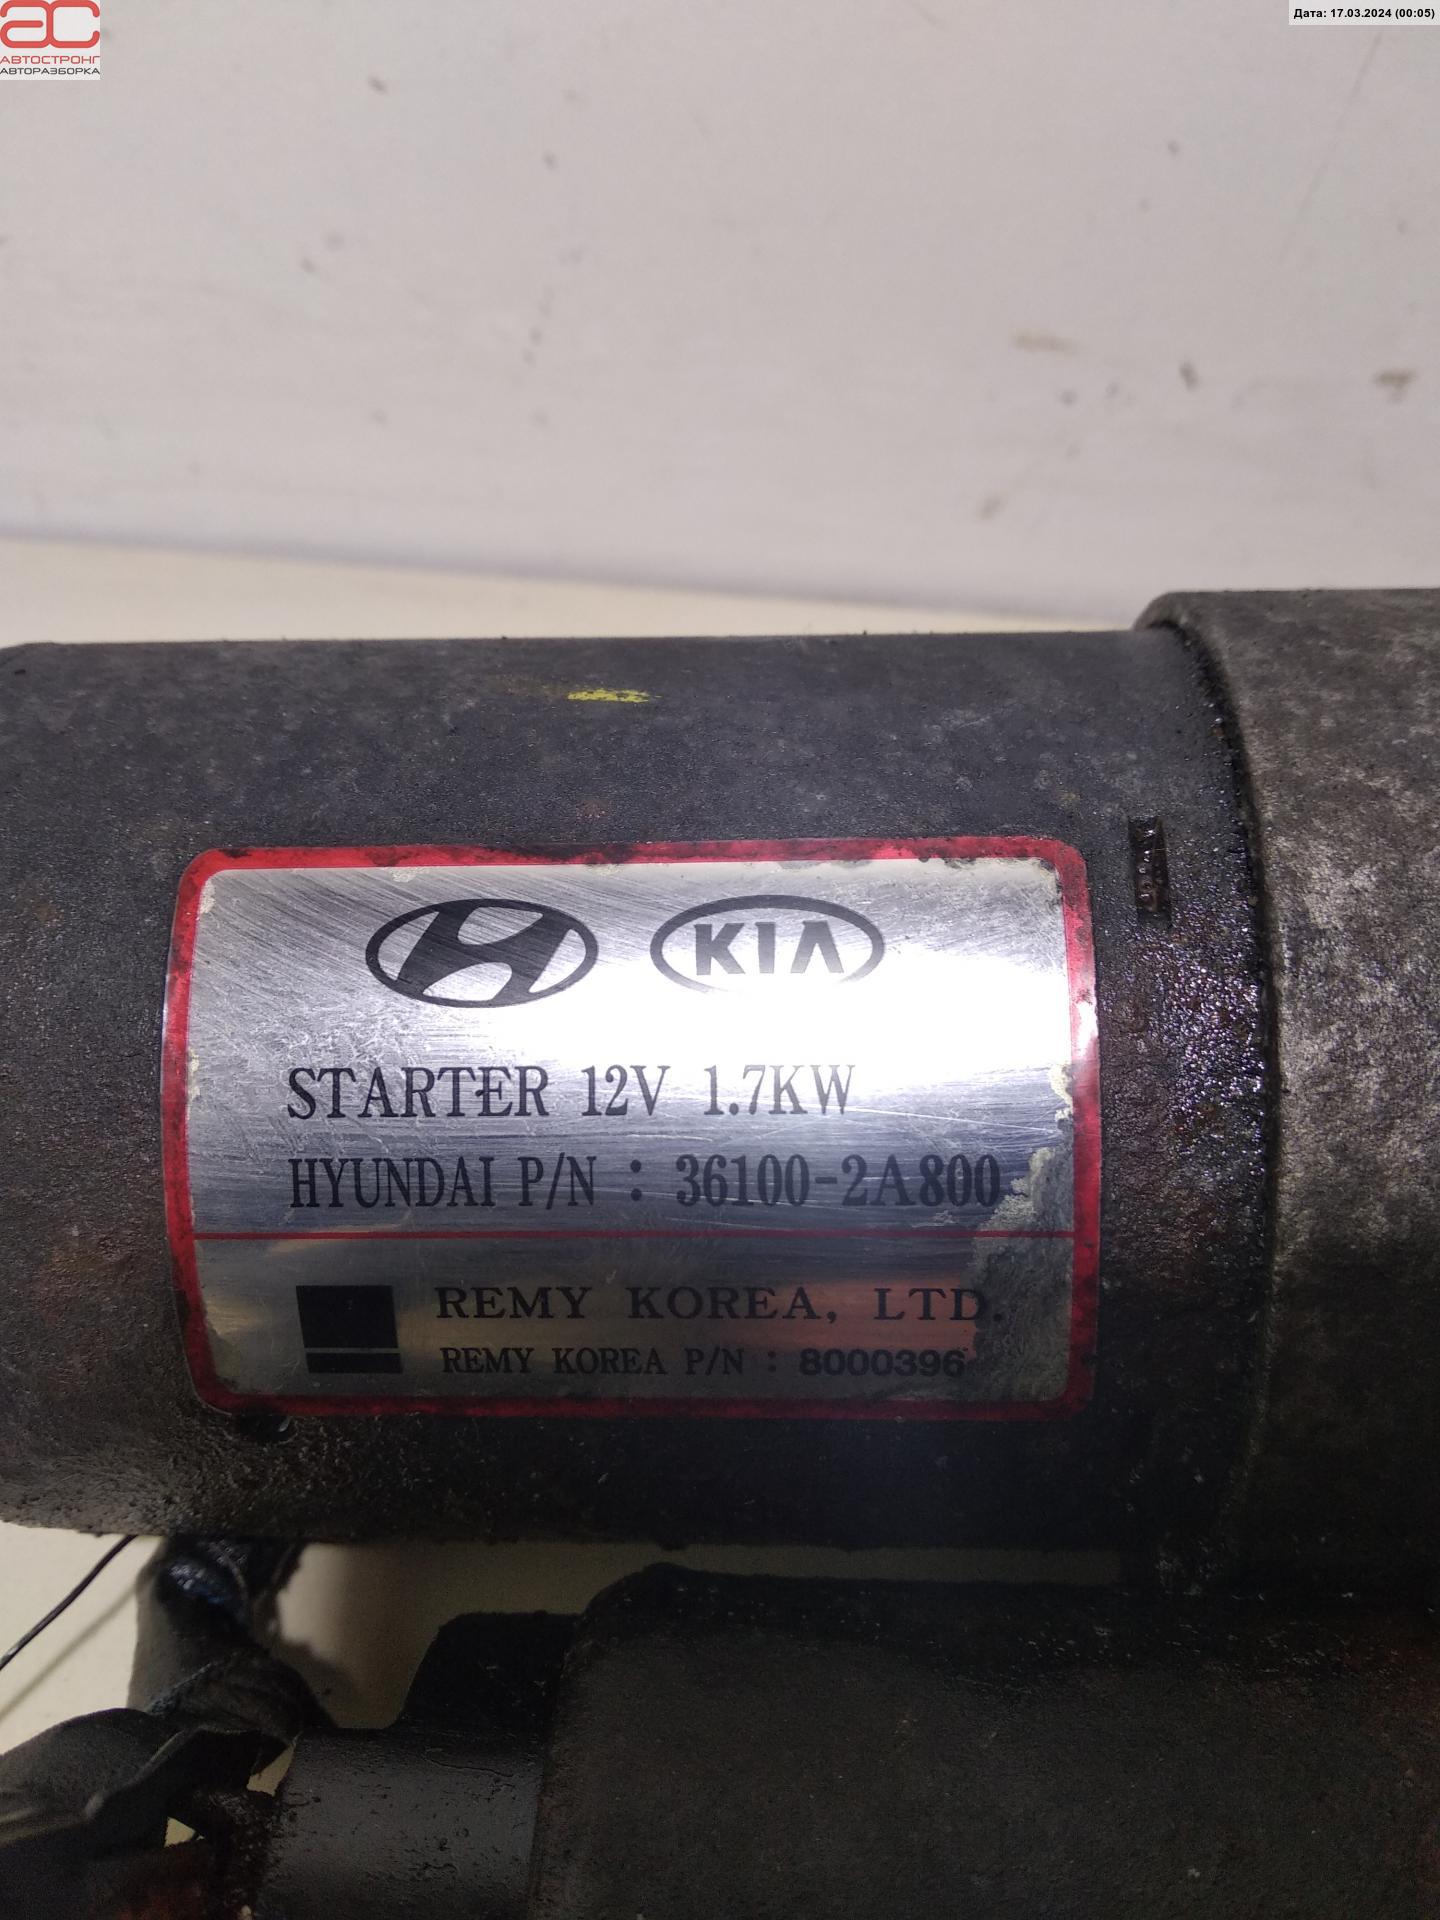 АС
АВТОСТРОНГ
АВТОРАЗБОРКА
Дата: 17.03.2024 (00:05)
KIA
STARTER 12V 1.7KW
HYUNDAI P/N : 36100-2A800
REMY KOREA, LTD.
REMY KOREA P/N : 8000396